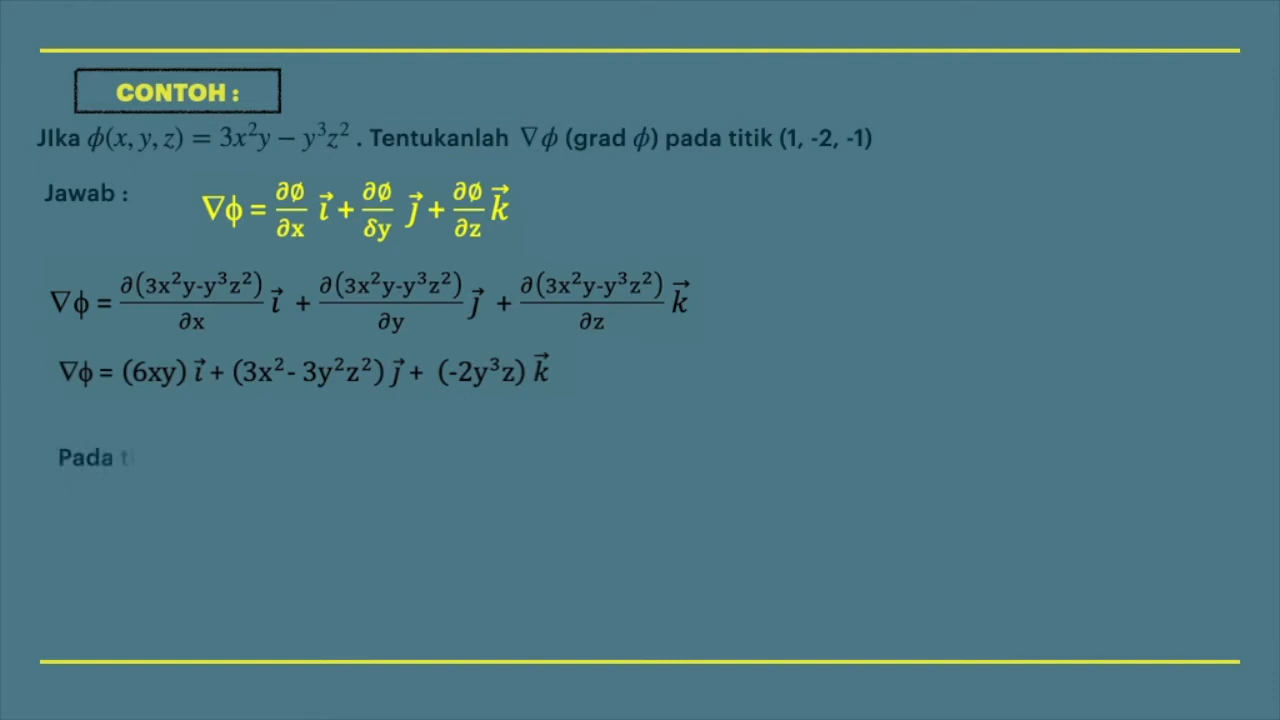 CONTOH :
JIka ϕ(x, y, z) = 3x²y − y³z² . Tentukanlah ∇ϕ (grad ϕ) pada titik (1, -2, -1)
Jawab :
∇ϕ = ∂Ø/∂x i⃗ + ∂Ø/δy j⃗ + ∂Ø/∂z k⃗
∇ϕ = ∂(3x²y-y³z²)/∂x i⃗ + ∂(3x²y-y³z²)/∂y j⃗ + ∂(3x²y-y³z²)/∂z k⃗
∇ϕ = (6xy) i⃗ + (3x² - 3y²z²) j⃗ + (-2y³z) k⃗
Pada